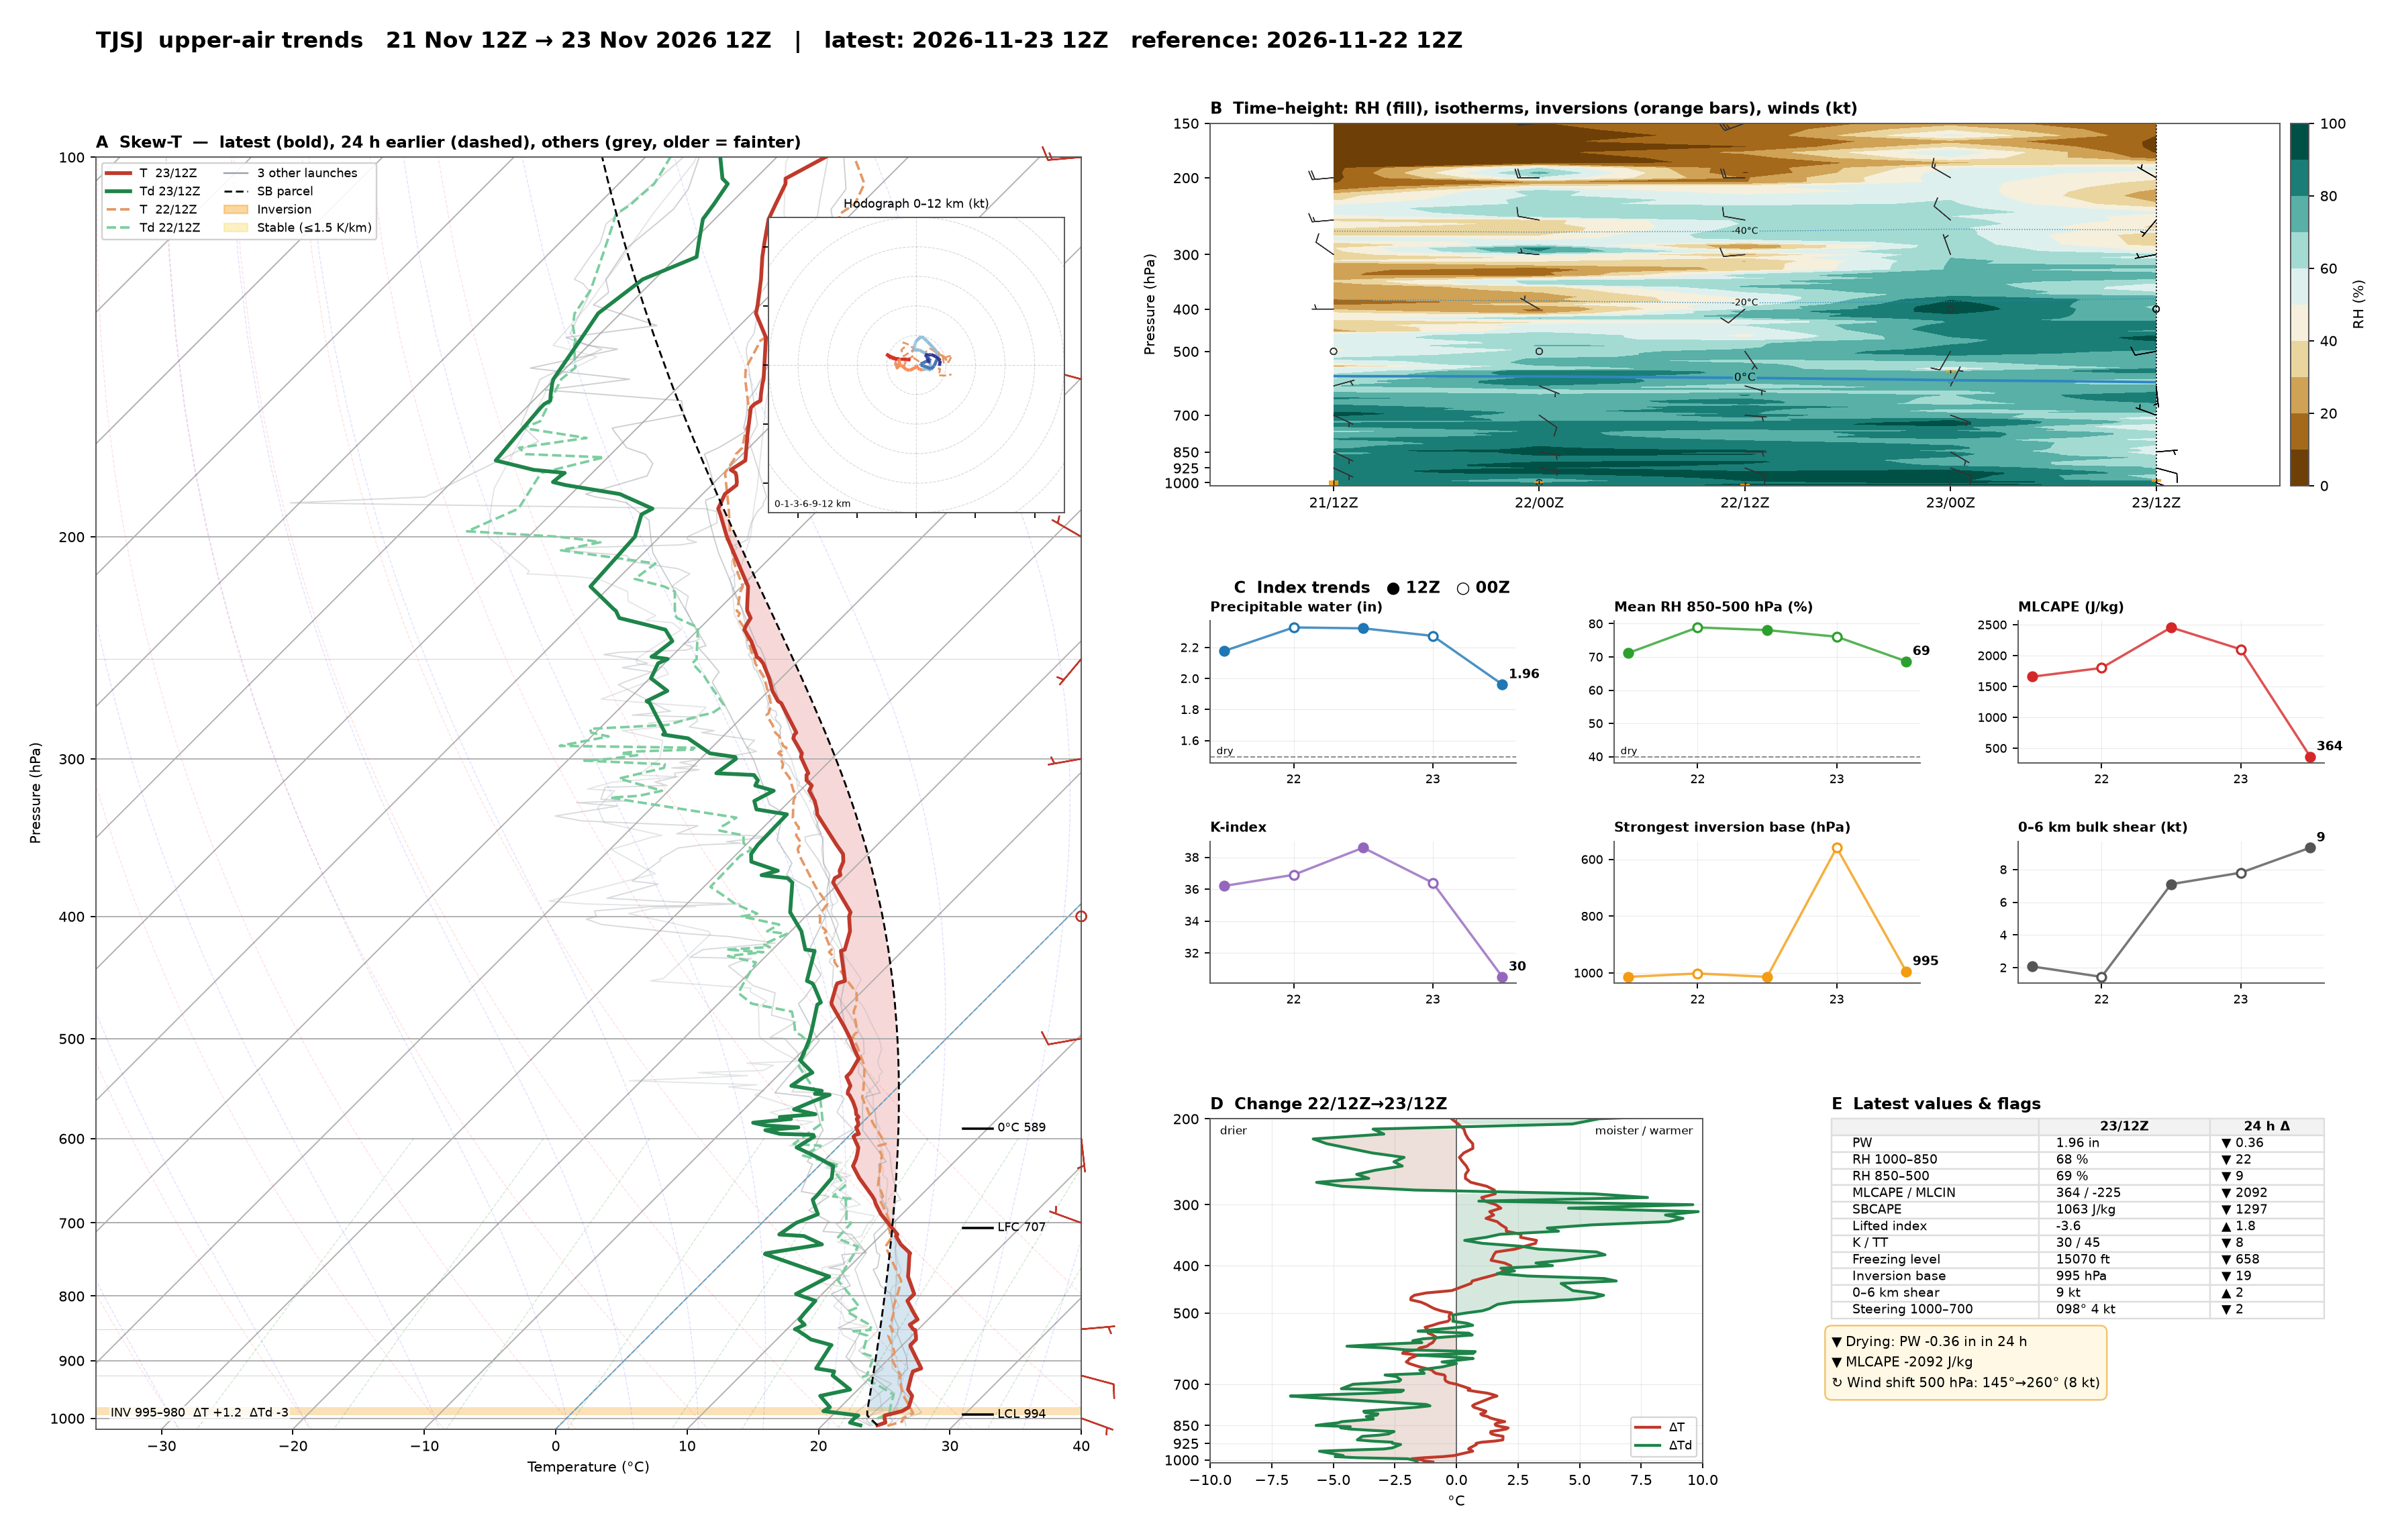 TJSJ upper-air trends 21 Nov 12Z → 23 Nov 2026 12Z | latest: 2026-11-23 12Z reference: 2026-11-22 12Z
A Skew-T — latest (bold), 24 h earlier (dashed), others (grey, older = fainter)
T 23/12Z
Td 23/12Z
T 22/12Z
Td 22/12Z
3 other launches
SB parcel
Inversion
Stable (≤1.5 K/km)
Hodograph 0–12 km (kt)
0-1-3-6-9-12 km
Pressure (hPa)
100
200
300
400
500
600
700
800
900
1000
0°C 589
LFC 707
LCL 994
INV 995–980 ΔT +1.2 ΔTd -3
−30 −20 −10 0 10 20 30 40
Temperature (°C)
B Time–height: RH (fill), isotherms, inversions (orange bars), winds (kt)
Pressure (hPa)
150
200
300
400
500
700
850
925
1000
-40°C
-20°C
0°C
21/12Z 22/00Z 22/12Z 23/00Z 23/12Z
100
80
60
40
20
0
RH (%)
C Index trends ● 12Z ○ 00Z
Precipitable water (in)
2.2
2.0
1.8
1.6
dry
1.96
22 23
Mean RH 850–500 hPa (%)
80
70
60
50
40
dry
69
22 23
MLCAPE (J/kg)
2500
2000
1500
1000
500
364
22 23
K-index
38
36
34
32
30
22 23
Strongest inversion base (hPa)
600
800
1000
995
22 23
0–6 km bulk shear (kt)
8
6
4
2
9
22 23
D Change 22/12Z→23/12Z
drier
moister / warmer
200
300
400
500
700
850
925
1000
ΔT
ΔTd
−10.0 −7.5 −5.0 −2.5 0.0 2.5 5.0 7.5 10.0
°C
E Latest values & flags
23/12Z 24 h Δ
PW 1.96 in ▼ 0.36
RH 1000–850 68 % ▼ 22
RH 850–500 69 % ▼ 9
MLCAPE / MLCIN 364 / -225 ▼ 2092
SBCAPE 1063 J/kg ▼ 1297
Lifted index -3.6 ▲ 1.8
K / TT 30 / 45 ▼ 8
Freezing level 15070 ft ▼ 658
Inversion base 995 hPa ▼ 19
0–6 km shear 9 kt ▲ 2
Steering 1000–700 098° 4 kt ▼ 2
▼ Drying: PW -0.36 in in 24 h
▼ MLCAPE -2092 J/kg
↻ Wind shift 500 hPa: 145°→260° (8 kt)